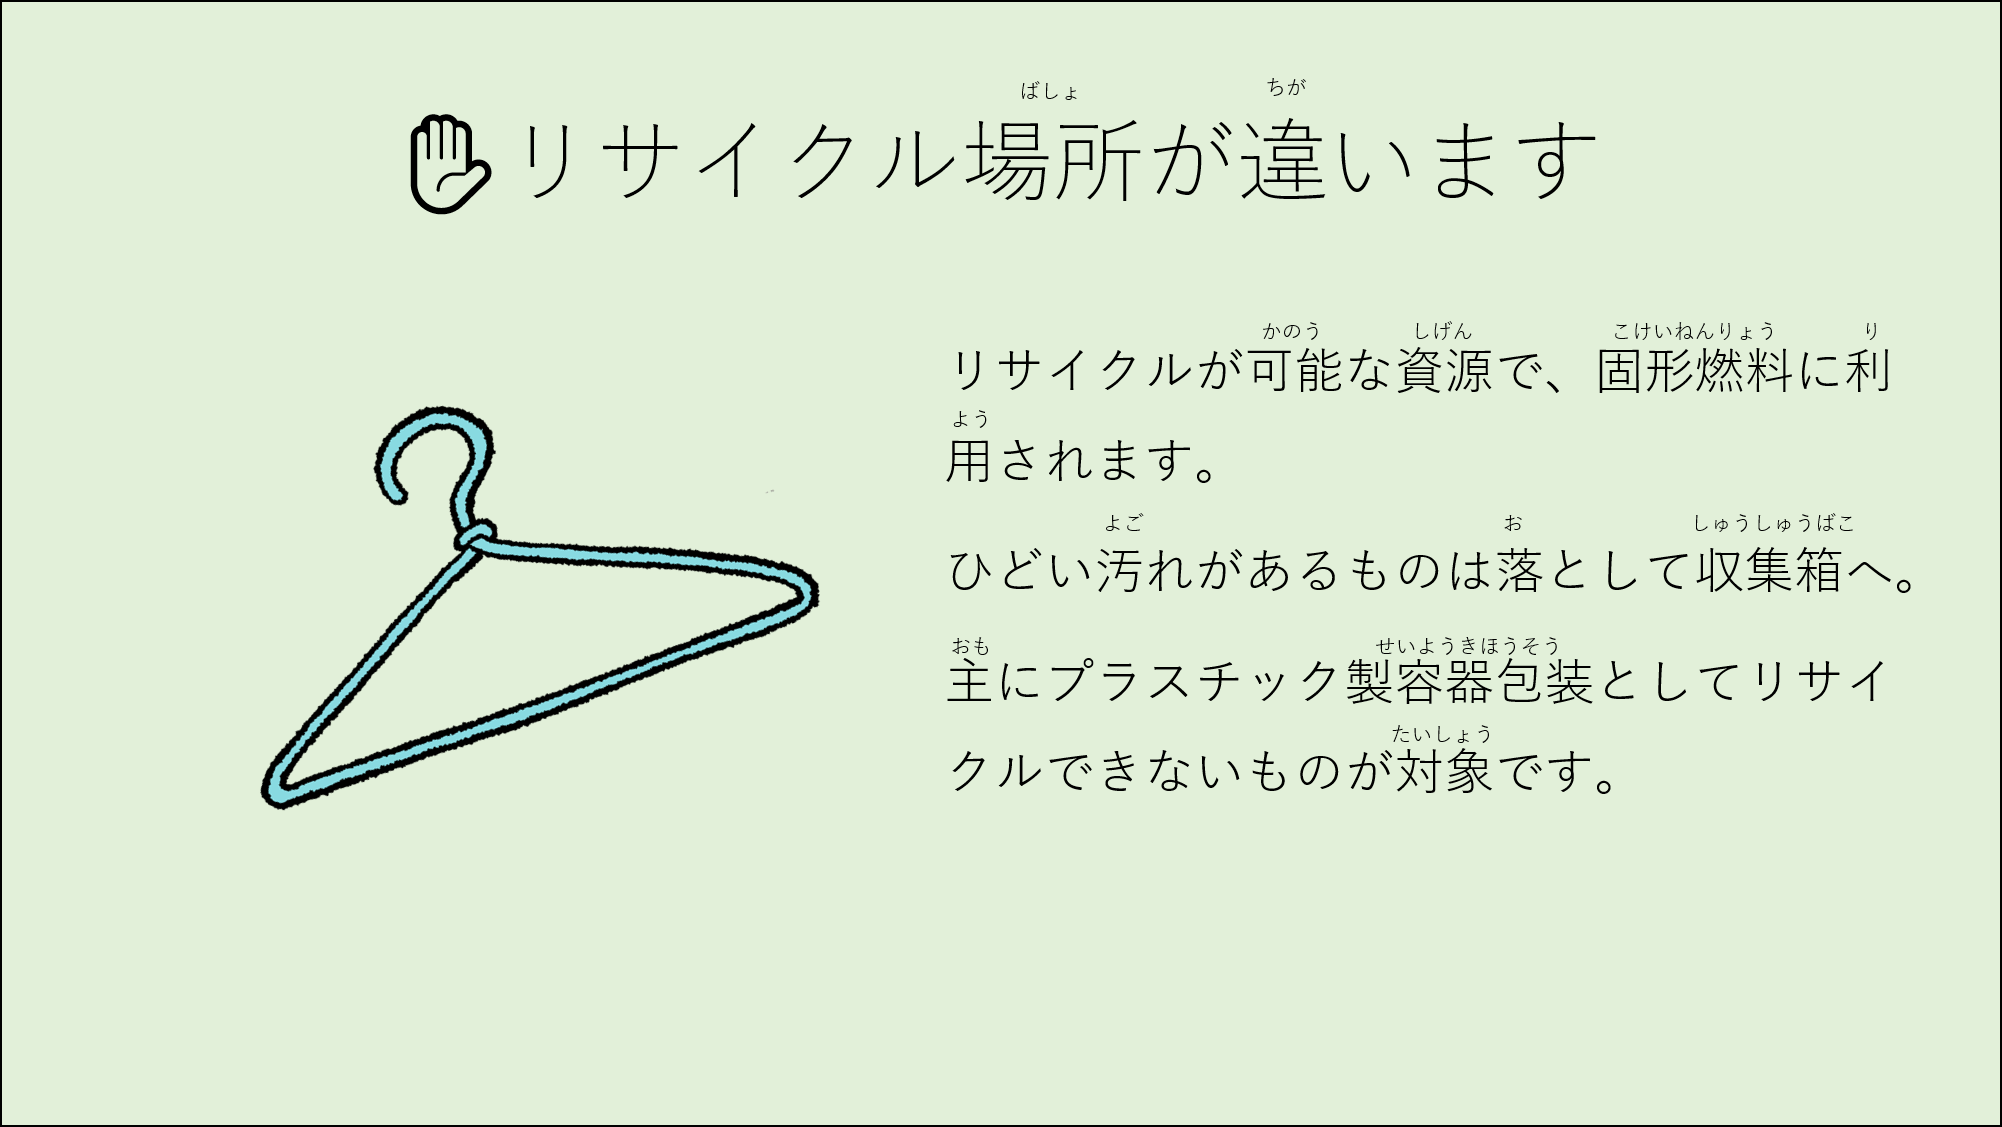 ばしょ ちが
リサイクル場所が違います
かのう しげん こけいねんりょう り
リサイクルが可能な資源で、固形燃料に利
よう
用されます。
よご お しゅうしゅうばこ
ひどい汚れがあるものは落として収集箱へ。
おも せいようきほうそう
主にプラスチック製容器包装としてリサイ
たいしょう
クルできないものが対象です。